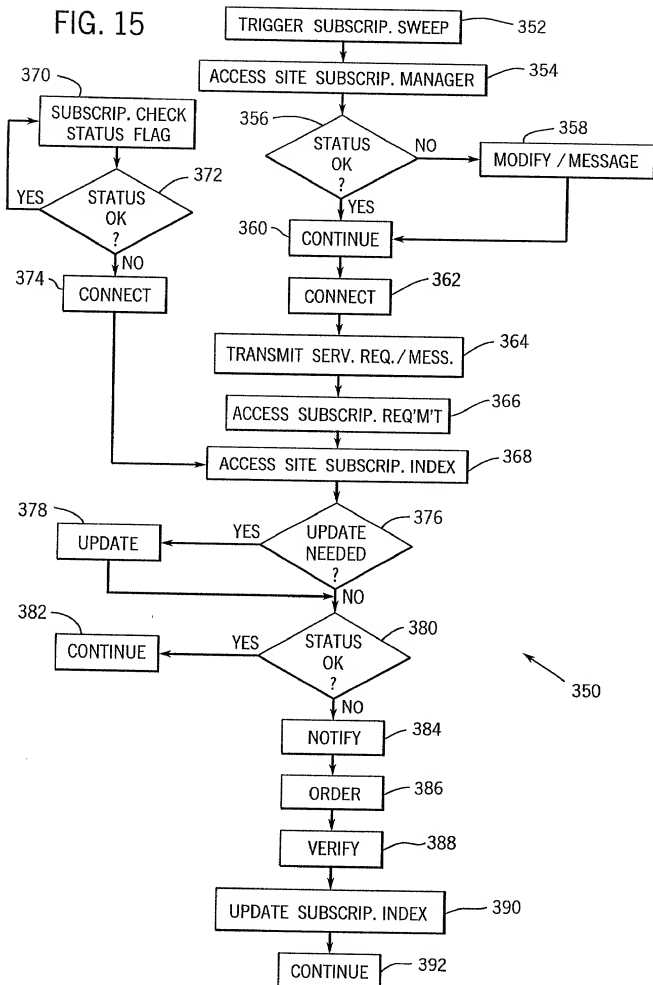 FIG. 15
TRIGGER SUBSCRIP. SWEEP
352
ACCESS SITE SUBSCRIP. MANAGER
354
370
SUBSCRIP. CHECK
STATUS FLAG
356
STATUS
OK
?
NO
YES
358
MODIFY / MESSAGE
372
YES
STATUS
OK
?
NO
360
CONTINUE
374
CONNECT
CONNECT
362
TRANSMIT SERV. REQ. / MESS.
364
ACCESS SUBSCRIP. REQ'M'T
366
ACCESS SITE SUBSCRIP. INDEX
368
378
UPDATE
YES
UPDATE
NEEDED
?
376
NO
382
CONTINUE
YES
STATUS
OK
?
380
NO
350
NOTIFY
384
ORDER
386
VERIFY
388
UPDATE SUBSCRIP. INDEX
390
CONTINUE
392